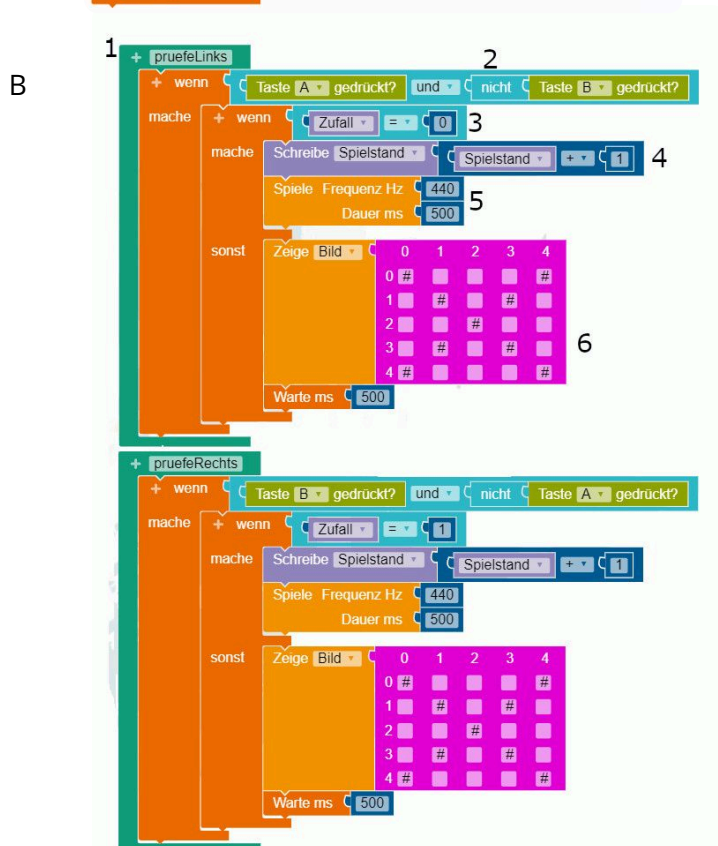 1 + pruefeLinks
2
B
+ wenn Taste A gedrückt? und nicht Taste B gedrückt?
mache + wenn Zufall = 0 3
mache Schreibe Spielstand Spielstand + 1 4
Spiele Frequenz Hz 440
Dauer ms 500 5
sonst Zeige Bild 0 1 2 3 4
0 # #
1 # #
2 #
3 # # 6
4 # #
Warte ms 500
+ pruefeRechts
+ wenn Taste B gedrückt? und nicht Taste A gedrückt?
mache + wenn Zufall = 1
mache Schreibe Spielstand Spielstand + 1
Spiele Frequenz Hz 440
Dauer ms 500
sonst Zeige Bild 0 1 2 3 4
0 # #
1 # #
2 #
3 # #
4 # #
Warte ms 500